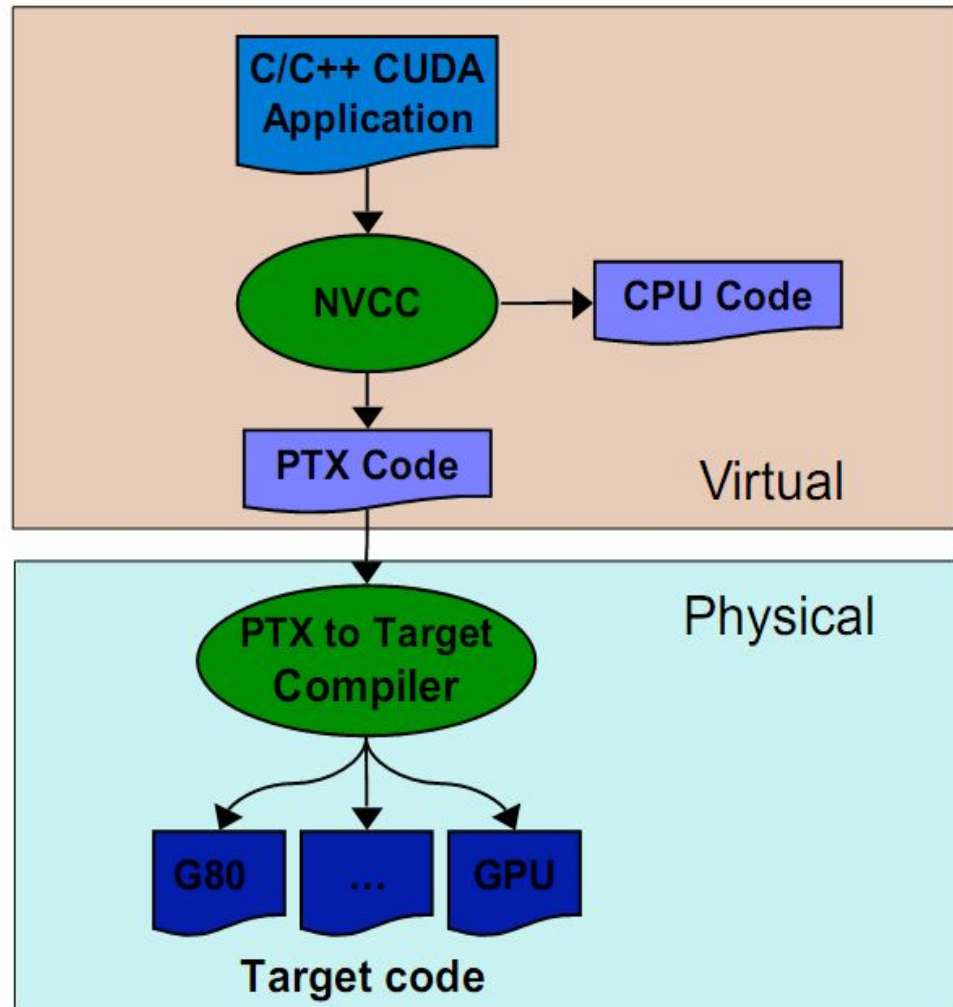 C/C++ CUDA
Application
NVCC
CPU Code
PTX Code
Virtual
Physical
PTX to Target
Compiler
G80
...
GPU
Target code